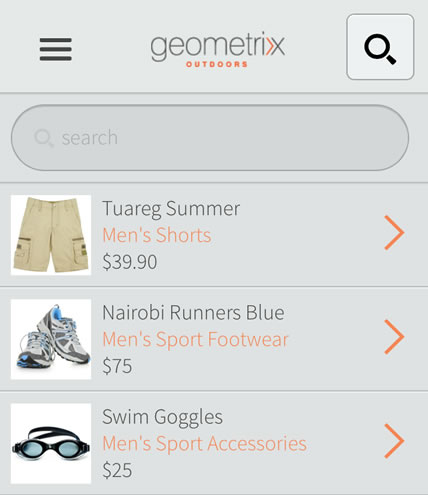 geometrixx
OUTDOORS
search
Tuareg Summer
Men's Shorts
$39.90
Nairobi Runners Blue
Men's Sport Footwear
$75
Swim Goggles
Men's Sport Accessories
$25